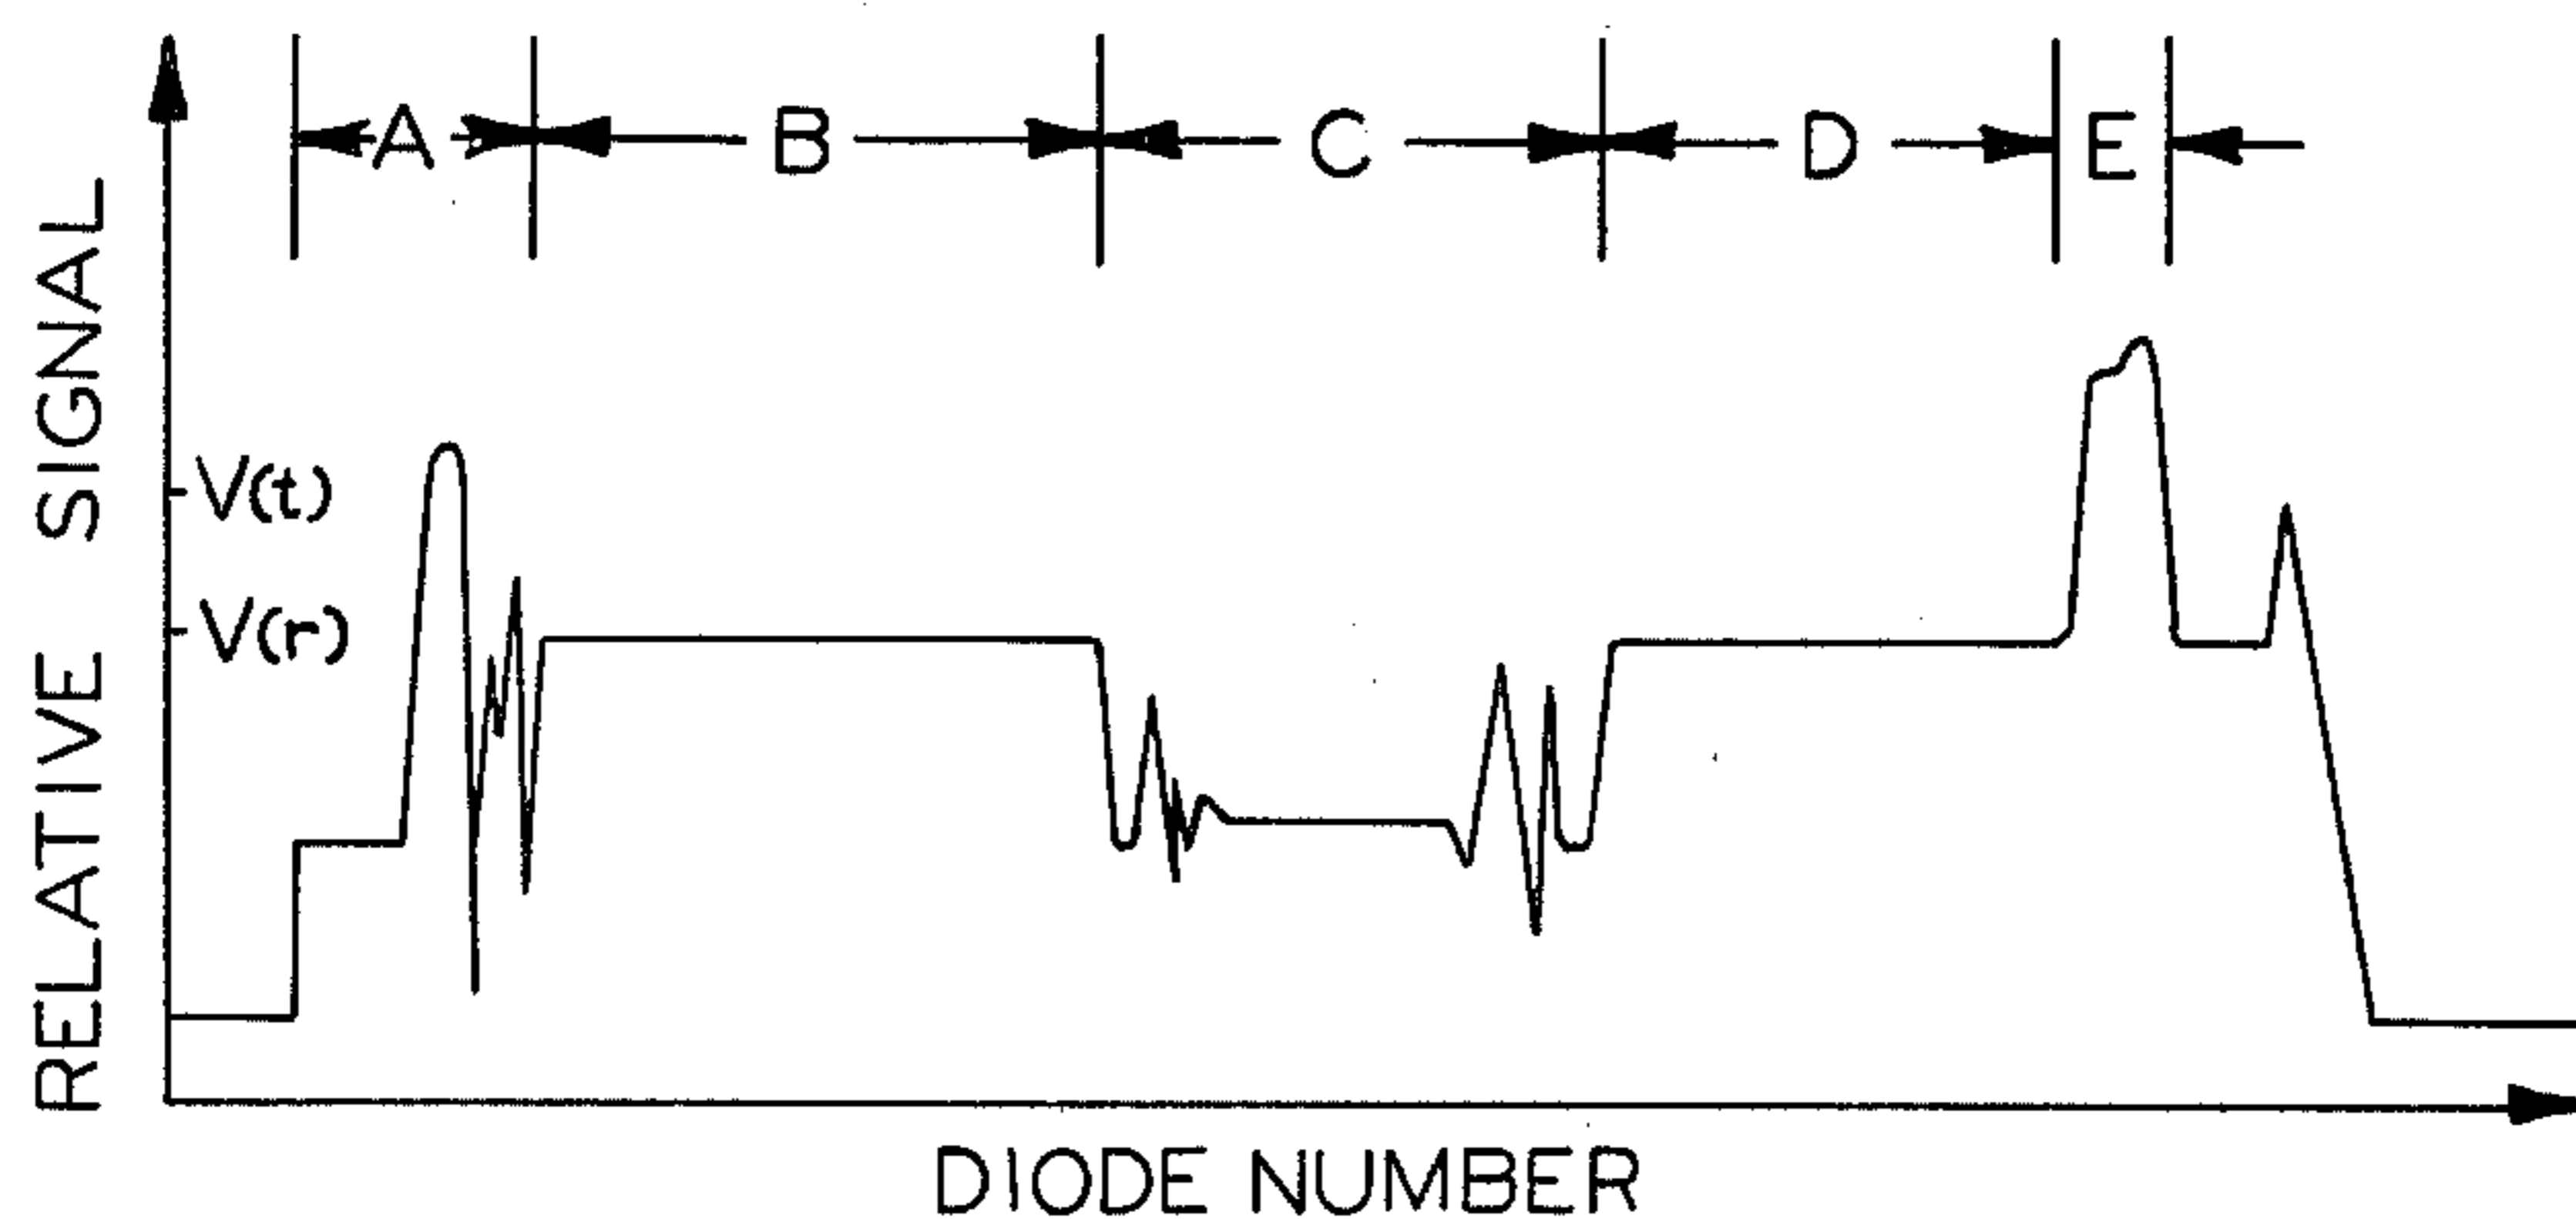 A B C D E
RELATIVE SIGNAL
V(t)
V(r)
DIODE NUMBER